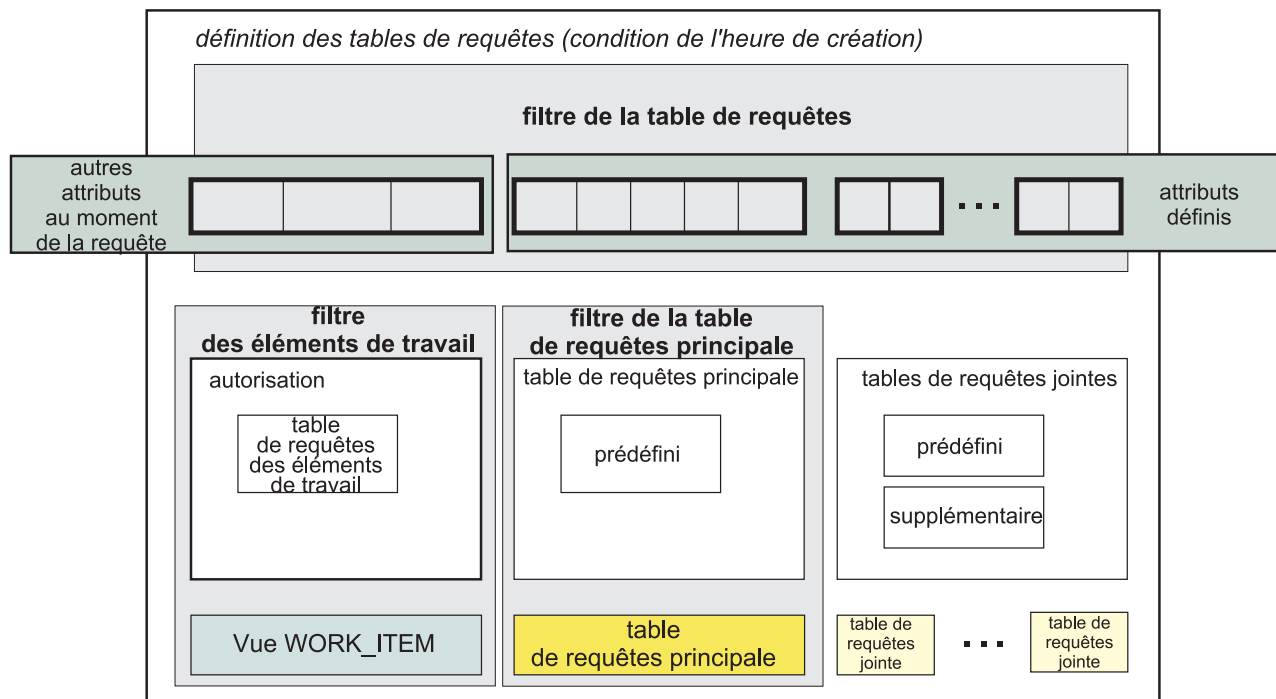 définition des tables de requêtes (condition de l'heure de création)
filtre de la table de requêtes
autres
attributs
au moment
de la requête
attributs
définis
filtre
des éléments de travail
autorisation
table
de requêtes
des éléments
de travail
Vue WORK_ITEM
filtre de la table
de requêtes principale
table de requêtes principale
prédéfini
table
de requêtes principale
tables de requêtes jointes
prédéfini
supplémentaire
table de
requêtes
jointe
table de
requêtes
jointe